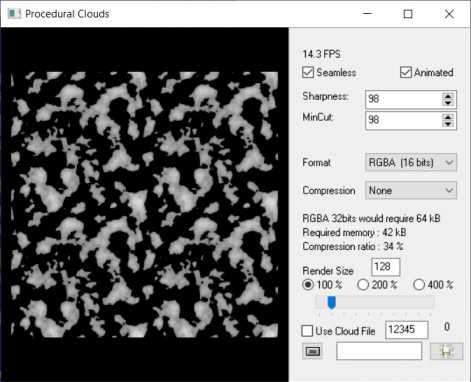 Procedural Clouds
14.3 FPS
Seamless Animated
Sharpness: 98
MinCut: 98
Format RGBA (16 bits)
Compression None
RGBA 32bits would require 64 kB
Required memory : 42 kB
Compression ratio : 34 %
Render Size 128
100 % 200 % 400 %
Use Cloud File 12345 0